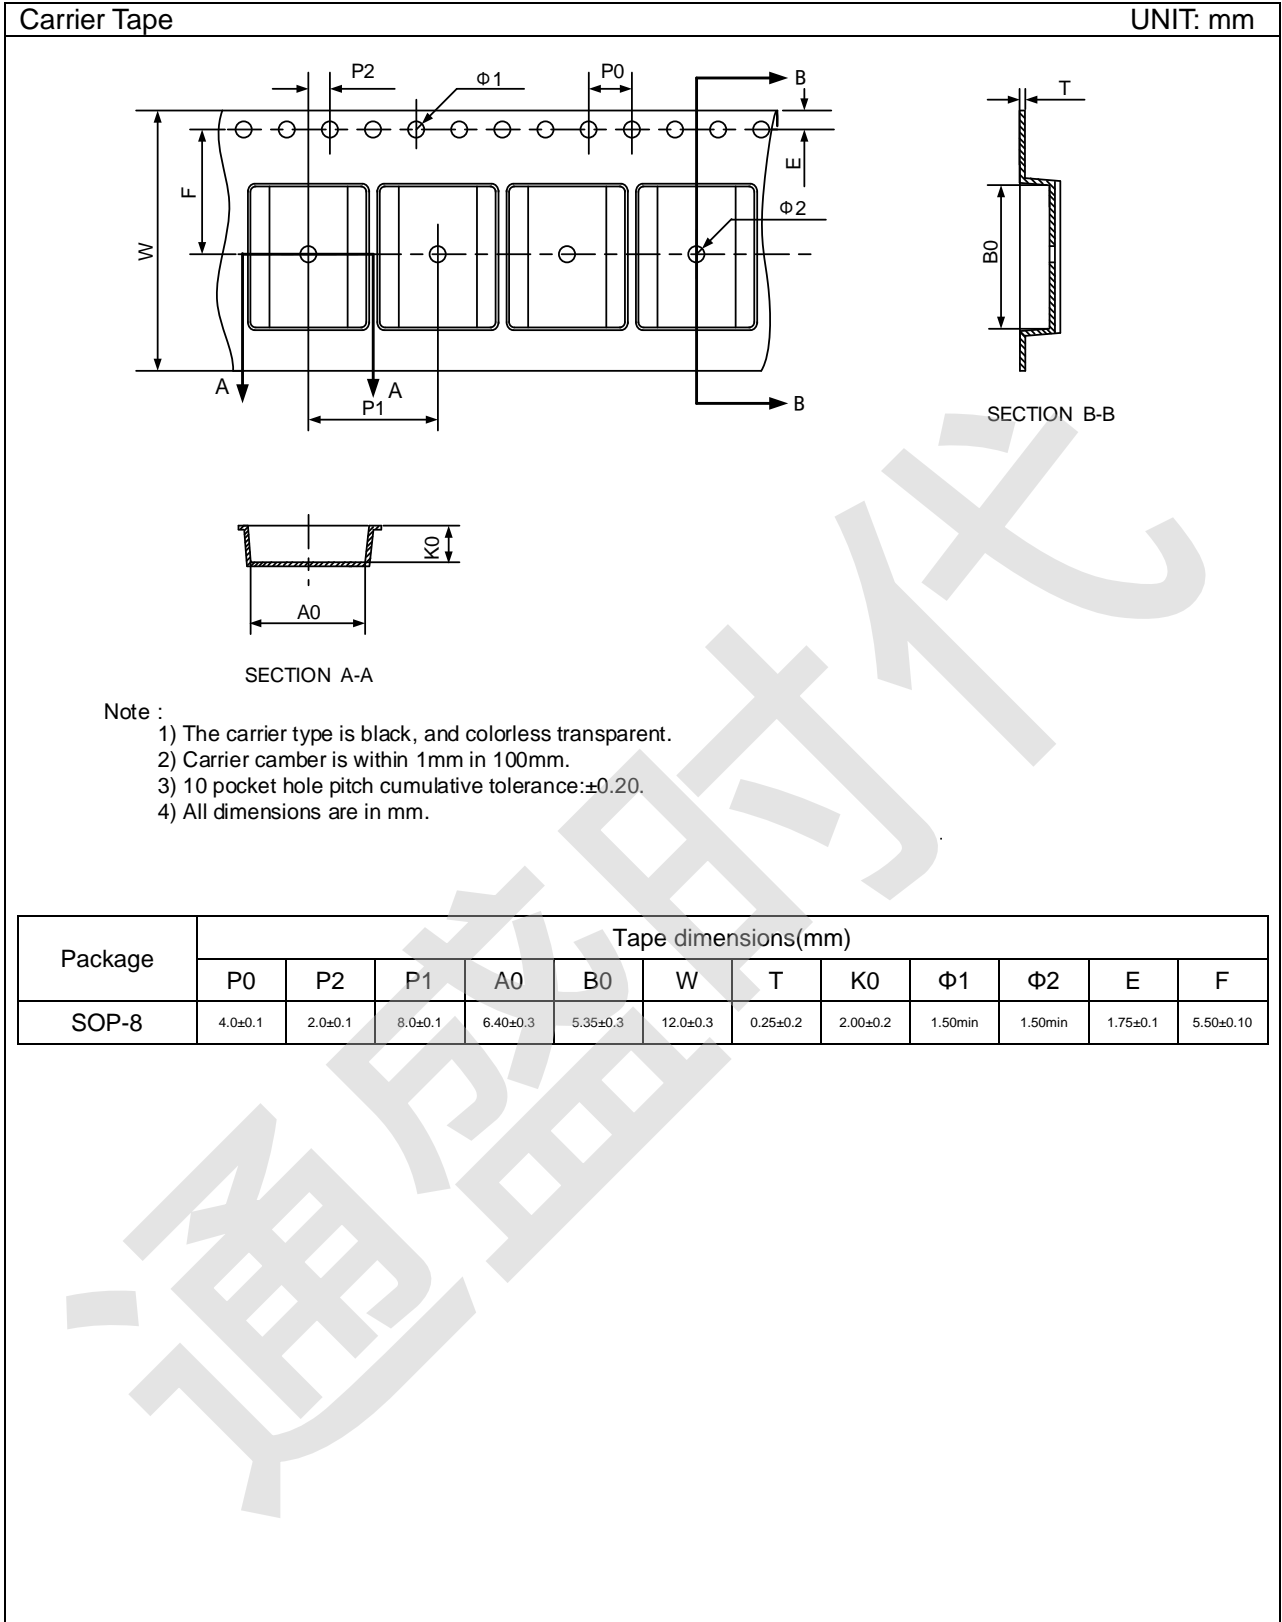 Carrier Tape UNIT: mm
P2 Φ1 P0 B T
E
F Φ2
W B0
A A
P1 B
SECTION B-B
K0
A0
SECTION A-A
Note :
1) The carrier type is black, and colorless transparent.
2) Carrier camber is within 1mm in 100mm.
3) 10 pocket hole pitch cumulative tolerance:±0.20.
4) All dimensions are in mm.
Package Tape dimensions(mm)
P0 P2 P1 A0 B0 W T K0 Φ1 Φ2 E F
SOP-8 4.0±0.1 2.0±0.1 8.0±0.1 6.40±0.3 5.35±0.3 12.0±0.3 0.25±0.2 2.00±0.2 1.50min 1.50min 1.75±0.1 5.50±0.10
通盛时代